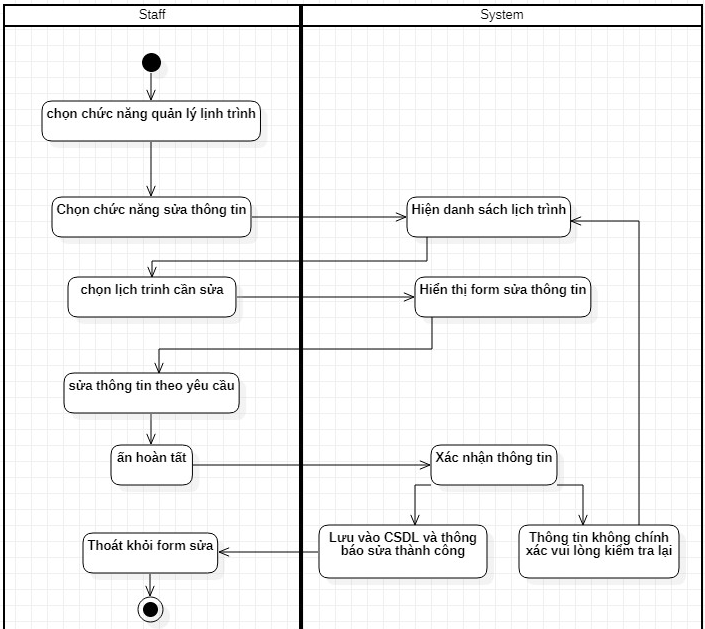 Staff
System
chọn chức năng quản lý lịnh trình
Chọn chức năng sửa thông tin
Hiện danh sách lịch trình
chọn lịch trinh cần sửa
Hiển thị form sửa thông tin
sửa thông tin theo yêu cầu
ấn hoàn tất
Xác nhận thông tin
Lưu vào CSDL và thông
báo sửa thành công
Thông tin không chính
xác vui lòng kiểm tra lại
Thoát khỏi form sửa